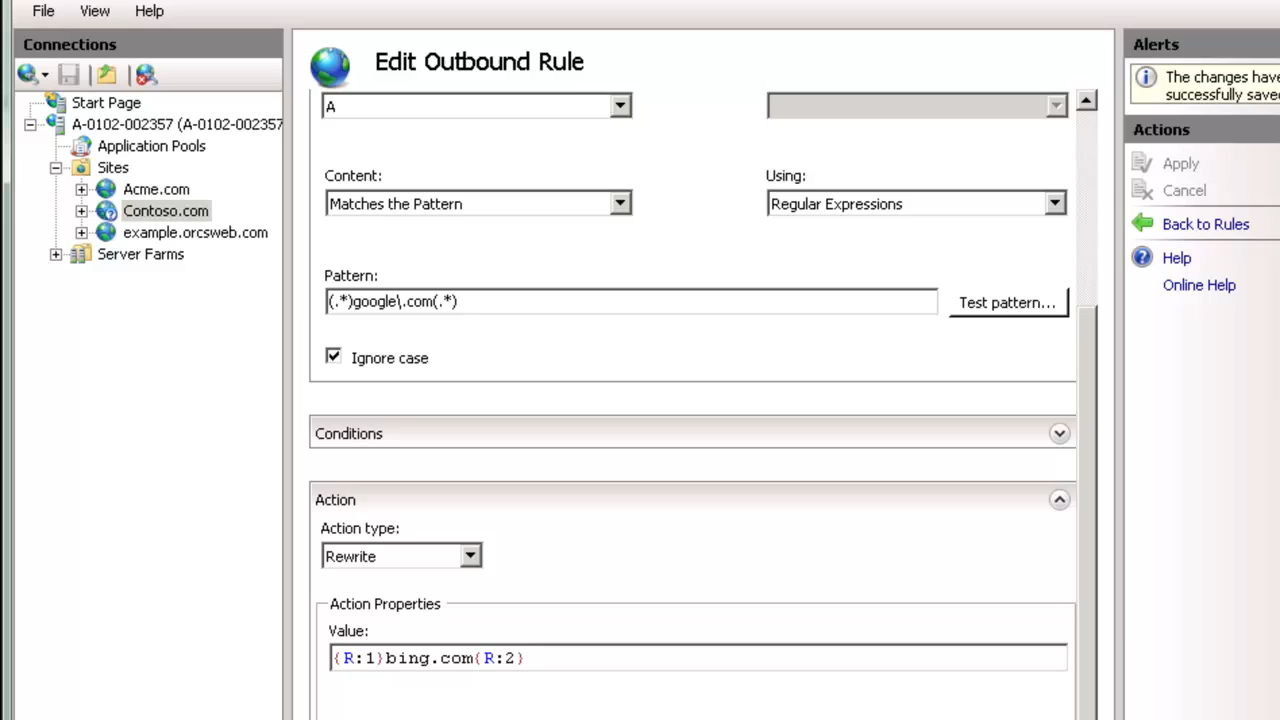 File View Help
Connections
Start Page
A-0102-002357 (A-0102-002357
Application Pools
Sites
Acme.com
Contoso.com
example.orcsweb.com
Server Farms
Edit Outbound Rule
A
Content:
Using:
Matches the Pattern
Regular Expressions
Pattern:
(.*)google\.com(.*)
Test pattern...
Ignore case
Conditions
Action
Action type:
Rewrite
Action Properties
Value:
{R:1}bing.com{R:2}
Alerts
The changes have
successfully save
Actions
Apply
Cancel
Back to Rules
Help
Online Help